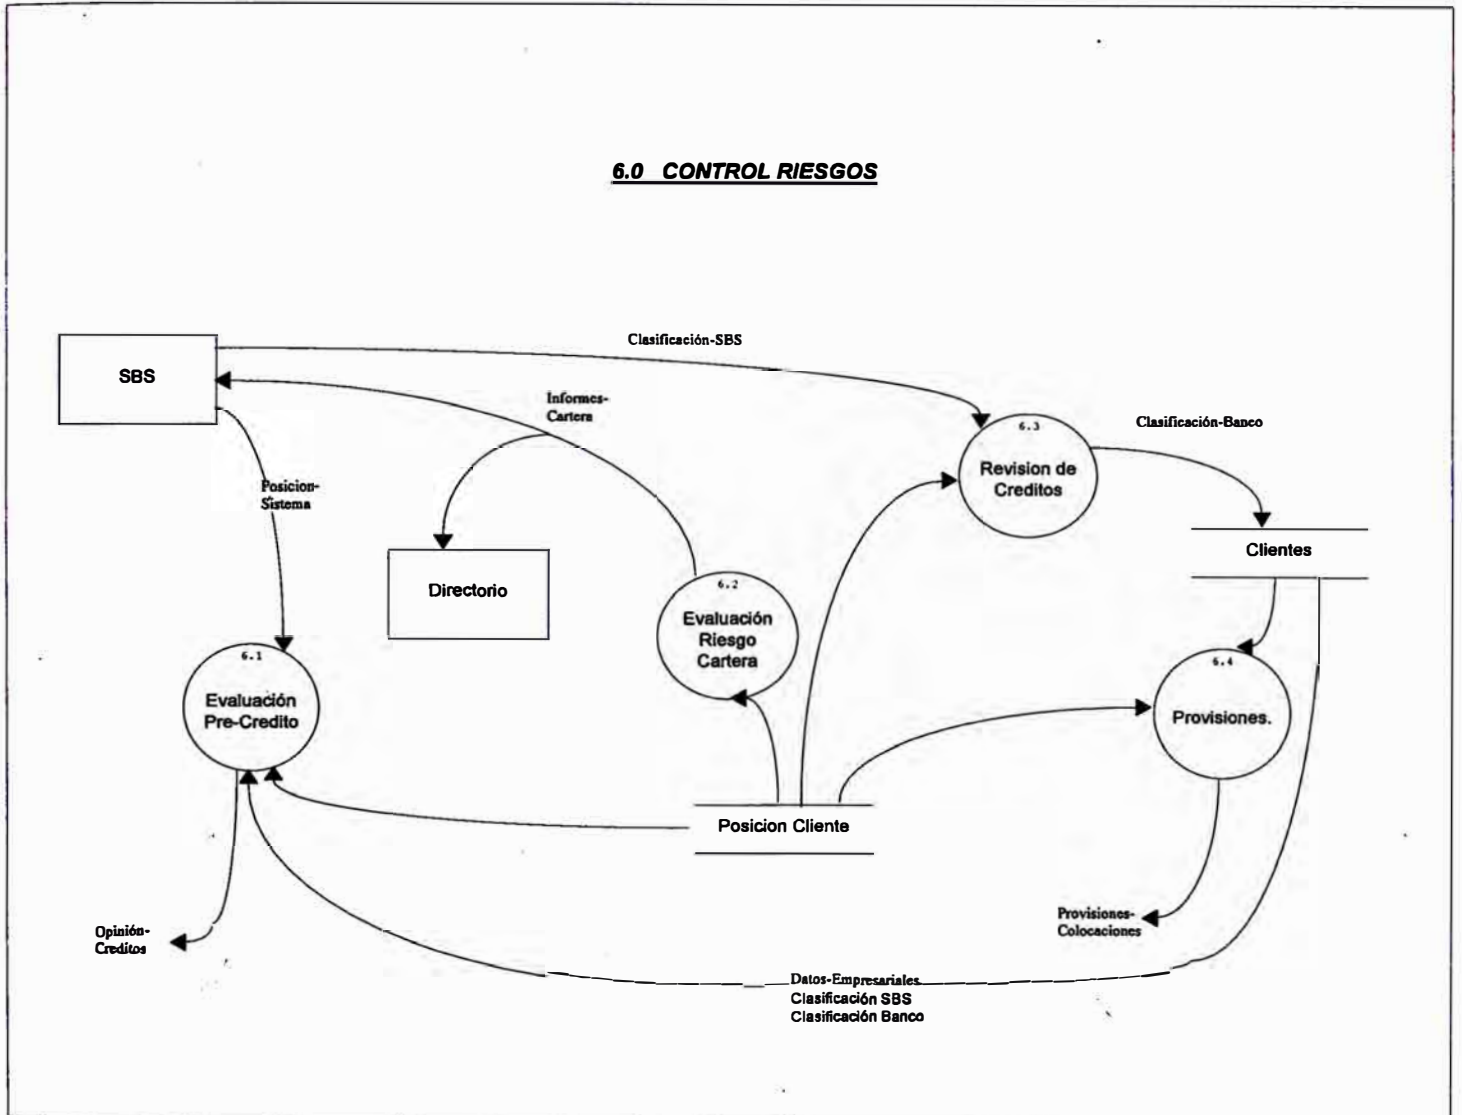 6.0 CONTROL RIESGOS
Clasificación-SBS
SBS
Informes-
Cartera
6.3
Revision de
Creditos
Clasificación-Banco
Posicion-
Sistema
Clientes
Directorio
6.2
Evaluación
Riesgo
Cartera
6.1
Evaluación
Pre-Credito
6.4
Provisiones.
Posicion Cliente
Opinión-
Creditos
Provisiones-
Colocaciones
Datos-Empresariales
Clasificación SBS
Clasificación Banco